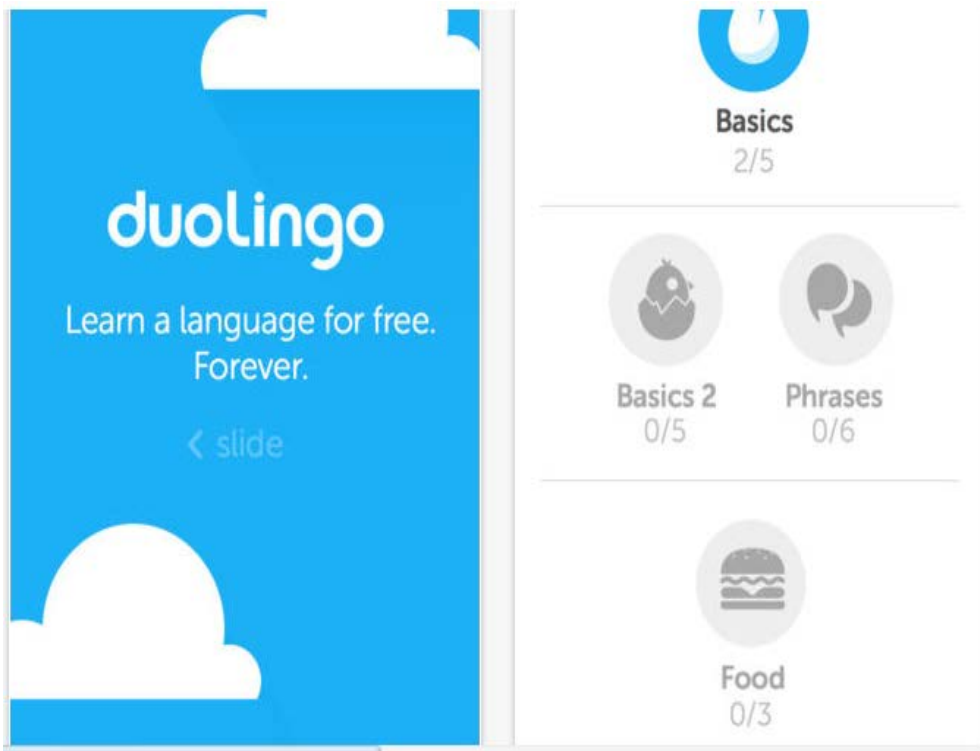 duolingo
Learn a language for free.
Forever.
< slide
Basics
2/5
Basics 2
0/5
Phrases
0/6
Food
0/3